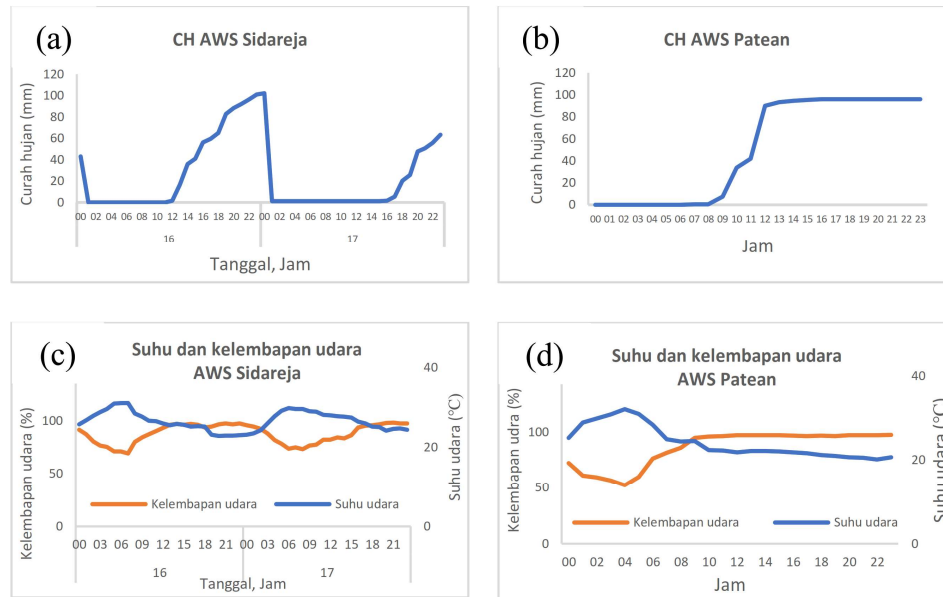 (a)
CH AWS Sidareja
Curah hujan (mm)
120
100
80
60
40
20
0
00 02 04 06 08 10 12 14 16 18 20 22 00 02 04 06 08 10 12 14 16 18 20 22
16 17
Tanggal, Jam
(b)
CH AWS Patean
Curah hujan (mm)
120
100
80
60
40
20
0
00 01 02 03 04 05 06 07 08 09 10 11 12 13 14 15 16 17 18 19 20 21 22 23
Jam
(c)
Suhu dan kelembapan udara
AWS Sidareja
Kelembapan udara (%)
100
50
0
40
20
0
Suhu udara (°C)
Kelembapan udara Suhu udara
00 03 06 09 12 15 18 21 00 03 06 09 12 15 18 21
16 17
Tanggal, Jam
(d)
Suhu dan kelembapan udara
AWS Patean
Kelembapan udra (%)
100
50
0
40
20
0
Suhu udara (°C)
Kelembapan udara Suhu udara
00 02 04 06 08 10 12 14 16 18 20 22
Jam